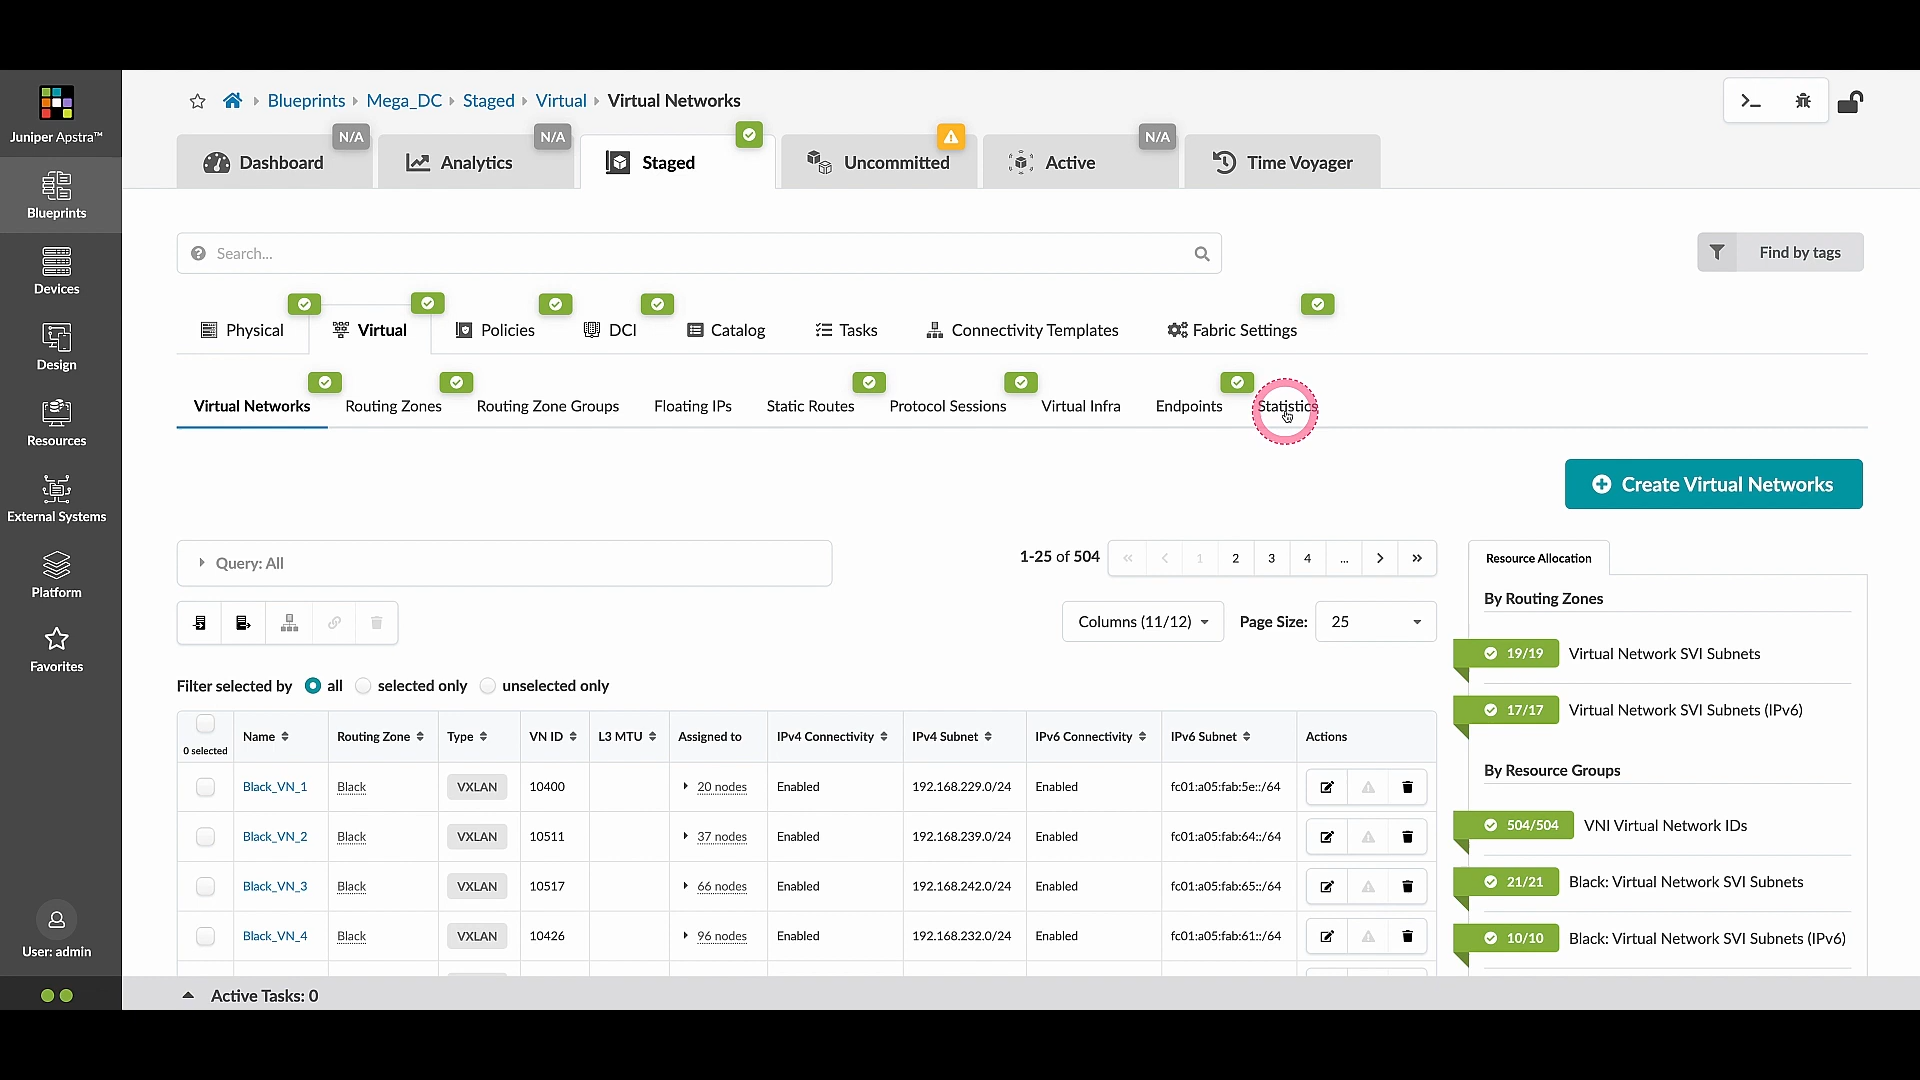 Juniper Apstra™
Blueprints
Devices
Design
Resources
External Systems
Platform
Favorites
User: admin
Blueprints Mega_DC Staged Virtual Virtual Networks
N/A N/A N/A
Dashboard Analytics Staged Uncommitted Active Time Voyager
Search...
Find by tags
Physical Virtual Policies DCI Catalog Tasks Connectivity Templates Fabric Settings
Virtual Networks Routing Zones Routing Zone Groups Floating IPs Static Routes Protocol Sessions Virtual Infra Endpoints Statistics
Create Virtual Networks
Query: All
1-25 of 504 « < 1 2 3 4 ... > »
Columns (11/12) Page Size: 25
Filter selected by all selected only unselected only
0 selected Name Routing Zone Type VN ID L3 MTU Assigned to IPv4 Connectivity IPv4 Subnet IPv6 Connectivity IPv6 Subnet Actions
Black_VN_1 Black VXLAN 10400 20 nodes Enabled 192.168.229.0/24 Enabled fc01:a05:fab:5e::/64
Black_VN_2 Black VXLAN 10511 37 nodes Enabled 192.168.239.0/24 Enabled fc01:a05:fab:64::/64
Black_VN_3 Black VXLAN 10517 66 nodes Enabled 192.168.242.0/24 Enabled fc01:a05:fab:65::/64
Black_VN_4 Black VXLAN 10426 96 nodes Enabled 192.168.232.0/24 Enabled fc01:a05:fab:61::/64
Resource Allocation
By Routing Zones
19/19 Virtual Network SVI Subnets
17/17 Virtual Network SVI Subnets (IPv6)
By Resource Groups
504/504 VNI Virtual Network IDs
21/21 Black: Virtual Network SVI Subnets
10/10 Black: Virtual Network SVI Subnets (IPv6)
Active Tasks: 0